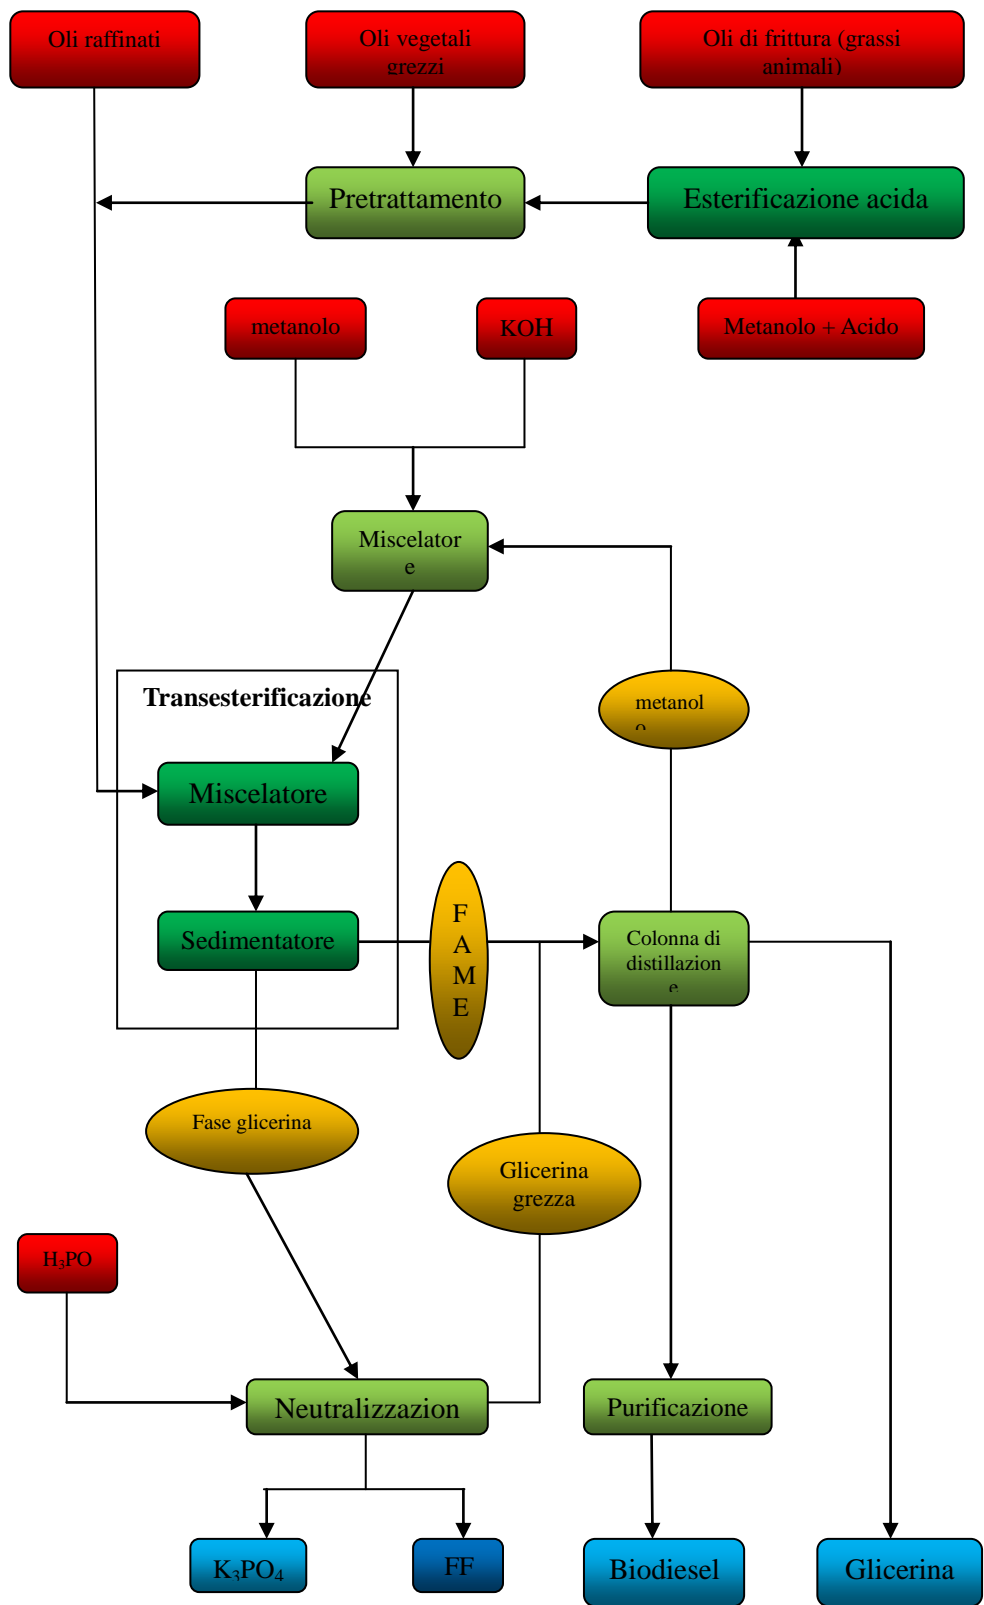 Oli raffinati
Oli vegetali
grezzi
Oli di frittura (grassi
animali)
Pretrattamento
Esterificazione acida
metanolo
KOH
Metanolo + Acido
Miscelator
e
Transesterificazione
metanol
o
Miscelatore
F
A
M
E
Sedimentatore
Colonna di
distillazion
e
Fase glicerina
Glicerina
grezza
H₃PO
Neutralizzazion
Purificazione
K₃PO₄
FF
Biodiesel
Glicerina